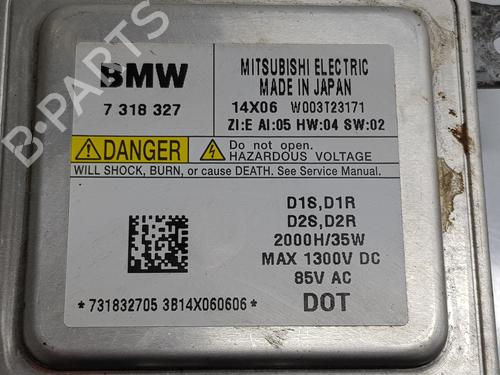 BMW
7 318 327
MITSUBISHI ELECTRIC
MADE IN JAPAN
14X06 W003T23171
ZI:E AI:05 HW:04 SW:02
DANGER
Do not open.
HAZARDOUS VOLTAGE
WILL SHOCK, BURN, or cause DEATH. See Service Manual.
D1S,D1R
D2S,D2R
2000H/35W
MAX 1300V DC
85V AC
DOT
*731832705 3B14X060606*
B-Parts